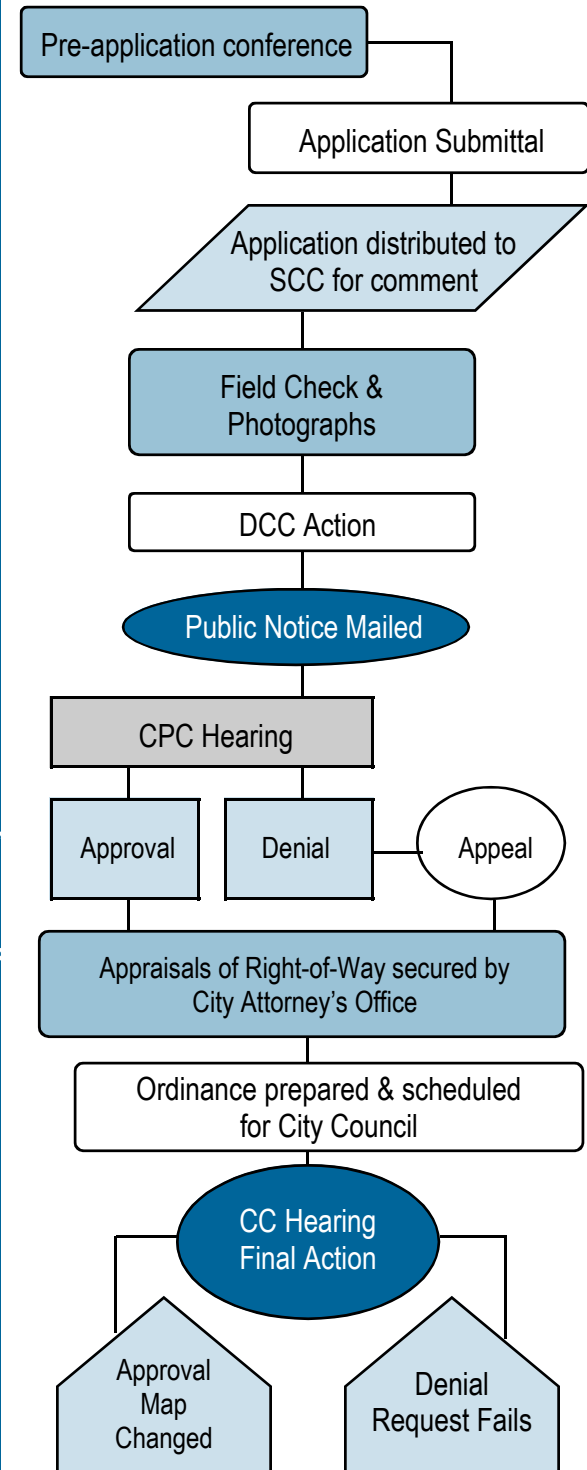 Pre-application conference
Application Submittal
Application distributed to
SCC for comment
Field Check &
Photographs
DCC Action
Public Notice Mailed
CPC Hearing
Approval
Denial
Appeal
Appraisals of Right-of-Way secured by
City Attorney’s Office
Ordinance prepared & scheduled
for City Council
CC Hearing
Final Action
Approval
Map
Changed
Denial
Request Fails